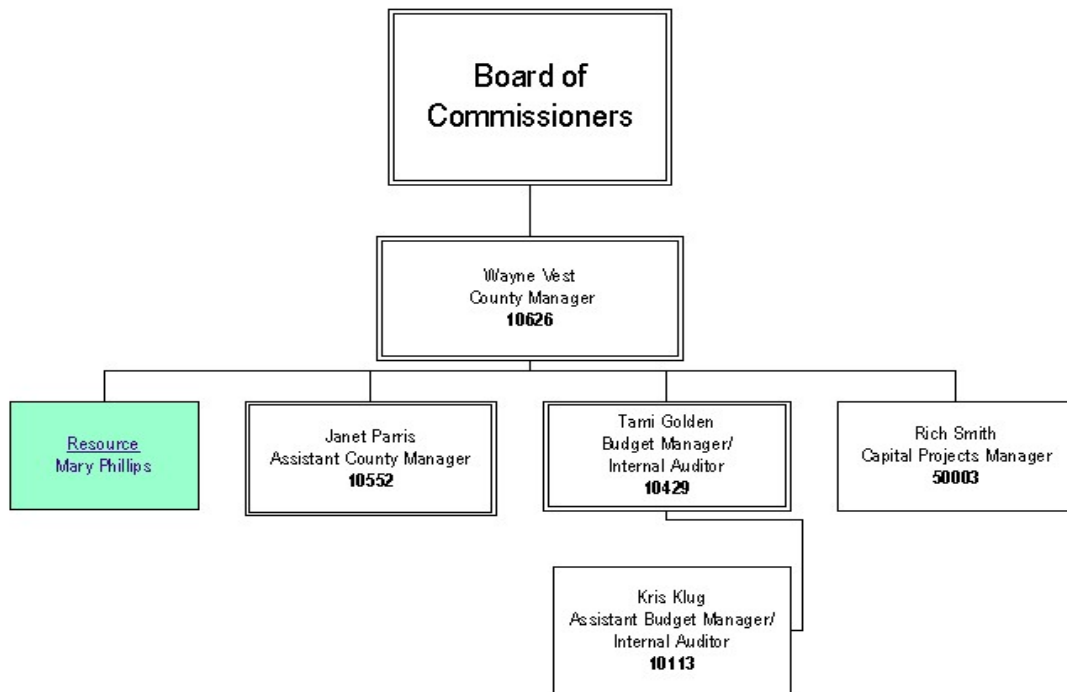 Board of
Commissioners
Wayne Vest
County Manager
10626
Resource
Mary Phillips
Janet Parris
Assistant County Manager
10552
Tami Golden
Budget Manager/
Internal Auditor
10429
Rich Smith
Capital Projects Manager
50003
Kris Klug
Assistant Budget Manager/
Internal Auditor
10113